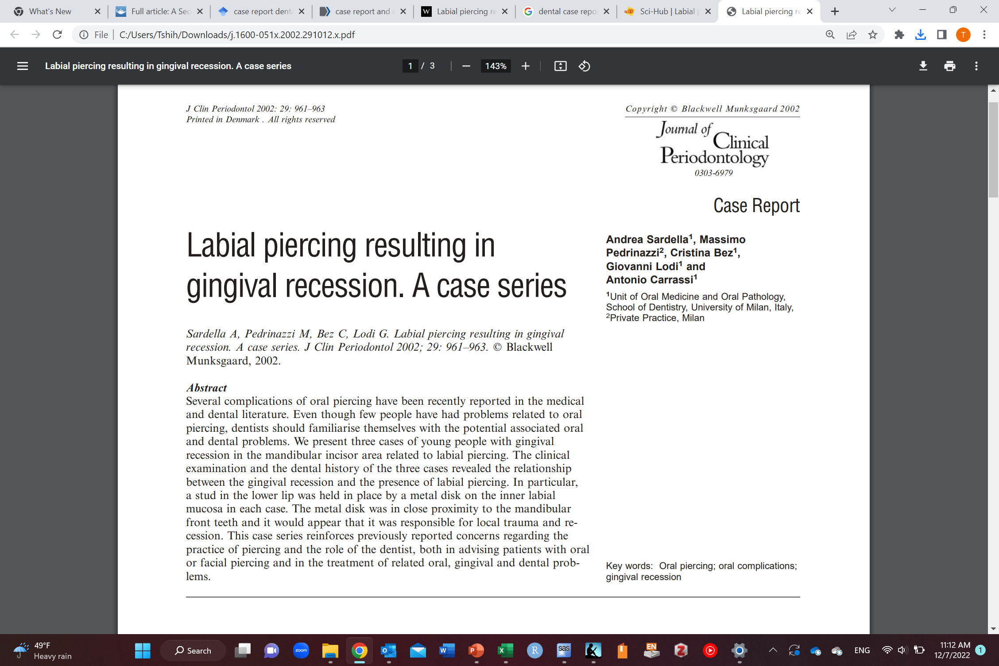 What's New
Full article: A Sec
case report denta
case report and c
W
Labial piercing re
dental case repo
Sci-Hub | Labial p
Labial piercing re
File
C:/Users/Tshih/Downloads/j.1600-051x.2002.291012.x.pdf
T
Labial piercing resulting in gingival recession. A case series
1 / 3
143%
J Clin Periodontol 2002: 29: 961–963
Printed in Denmark . All rights reserved
Copyright © Blackwell Munksgaard 2002
Journal of
Clinical
Periodontology
0303-6979
Case Report
Labial piercing resulting in
gingival recession. A case series
Andrea Sardella¹, Massimo
Pedrinazzi², Cristina Bez¹,
Giovanni Lodi¹ and
Antonio Carrassi¹
¹Unit of Oral Medicine and Oral Pathology,
School of Dentistry, University of Milan, Italy,
²Private Practice, Milan
Sardella A, Pedrinazzi M, Bez C, Lodi G. Labial piercing resulting in gingival
recession. A case series. J Clin Periodontol 2002; 29: 961–963. © Blackwell
Munksgaard, 2002.
Abstract
Several complications of oral piercing have been recently reported in the medical
and dental literature. Even though few people have had problems related to oral
piercing, dentists should familiarise themselves with the potential associated oral
and dental problems. We present three cases of young people with gingival
recession in the mandibular incisor area related to labial piercing. The clinical
examination and the dental history of the three cases revealed the relationship
between the gingival recession and the presence of labial piercing. In particular,
a stud in the lower lip was held in place by a metal disk on the inner labial
mucosa in each case. The metal disk was in close proximity to the mandibular
front teeth and it would appear that it was responsible for local trauma and re-
cession. This case series reinforces previously reported concerns regarding the
practice of piercing and the role of the dentist, both in advising patients with oral
or facial piercing and in the treatment of related oral, gingival and dental prob-
lems.
Key words: Oral piercing; oral complications;
gingival recession
49°F
Heavy rain
Search
zoom
O
W
P
X
R
sas
EN
Z
ENG
11:12 AM
12/7/2022
1